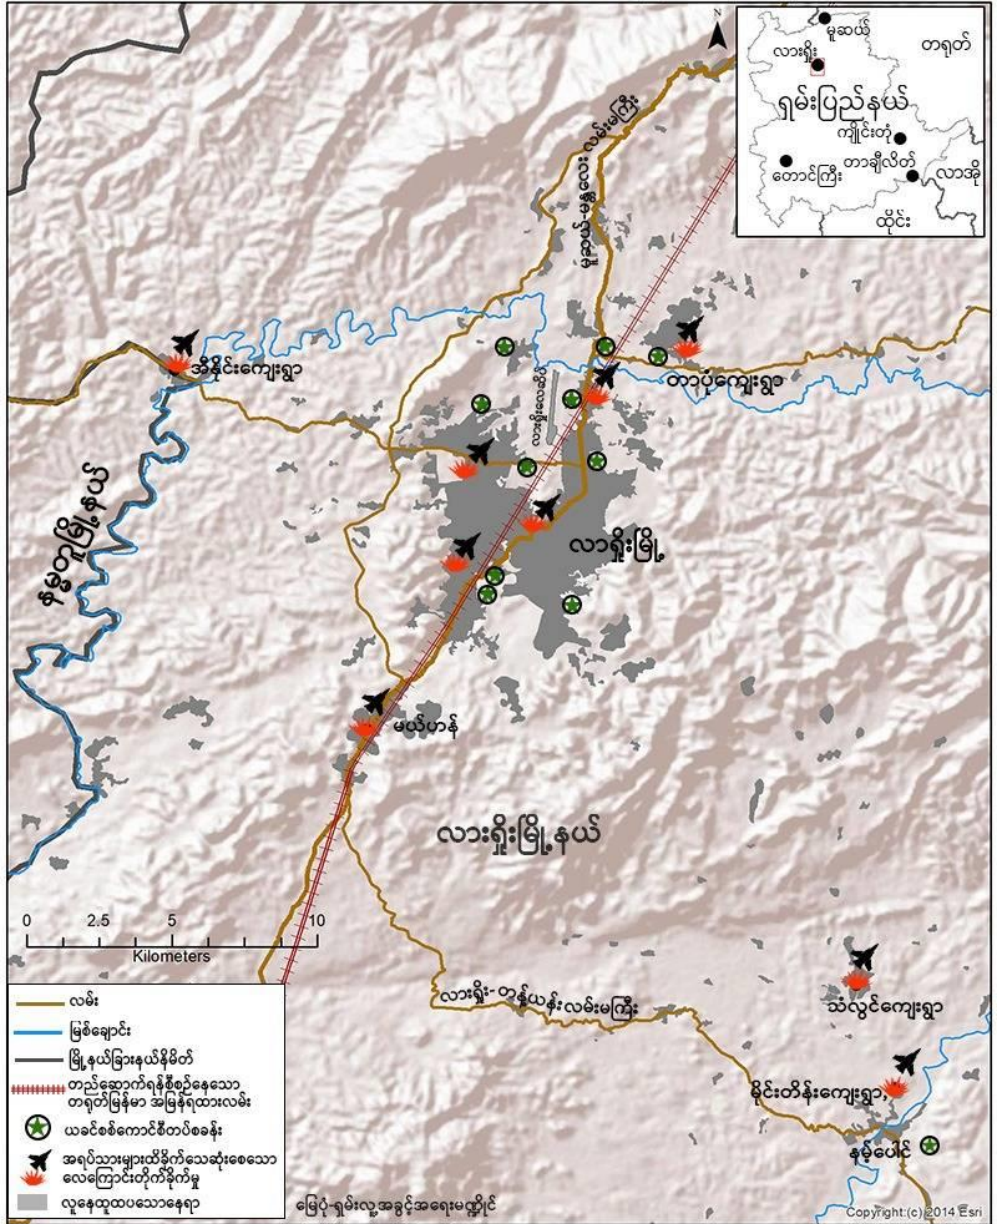 N
မူဆယ်
လားရှိုး
တရုတ်
ရှမ်းပြည်နယ်
ကျိုင်းတုံ
တာချီလိတ်
လာအို
တောင်ကြီး
ထိုင်း
မူဆယ်-မန္တလေး လမ်းမကြီး
အီနိုင်းကျေးရွာ
တာပုံကျေးရွာ
လားရှိုးလေဆိပ်
နမ္မတူမြို့နယ်
လာရှိုးမြို့
မယ်ဟန်
လားရှိုးမြို့နယ်
0 2.5 5 10
Kilometers
လားရှိုး-တန့်ယန်းလမ်းမကြီး
သံလွင်ကျေးရွာ
မိုင်းတိန်းကျေးရွာ
နမ့်ပေါင်
လမ်း
မြစ်ချောင်း
မြို့နယ်ခြားနယ်နိမိတ်
တည်ဆောက်ရန်စီစဉ်နေသော
တရုတ်မြန်မာ အမြန်ရထားလမ်း
ယခင်စစ်ကောင်စီတပ်စခန်း
အရပ်သားများထိခိုက်သေဆုံးစေသော
လေကြောင်းတိုက်ခိုက်မှု
လူနေထူထပ်သောနေရာ
မြေပုံ-ရှမ်းလူ့အခွင့်အရေးမဏ္ဍိုင်
Copyright:(c) 2014 Esri